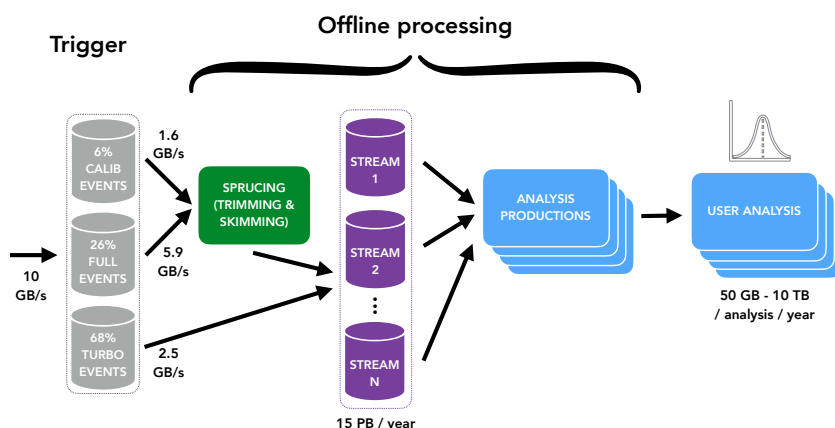 Offline processing
Trigger
10
GB/s
6%
CALIB
EVENTS
26%
FULL
EVENTS
68%
TURBO
EVENTS
1.6
GB/s
5.9
GB/s
2.5
GB/s
SPRUCING
(TRIMMING &
SKIMMING)
STREAM
1
STREAM
2
...
STREAM
N
15 PB / year
ANALYSIS
PRODUCTIONS
USER ANALYSIS
50 GB - 10 TB
/ analysis / year